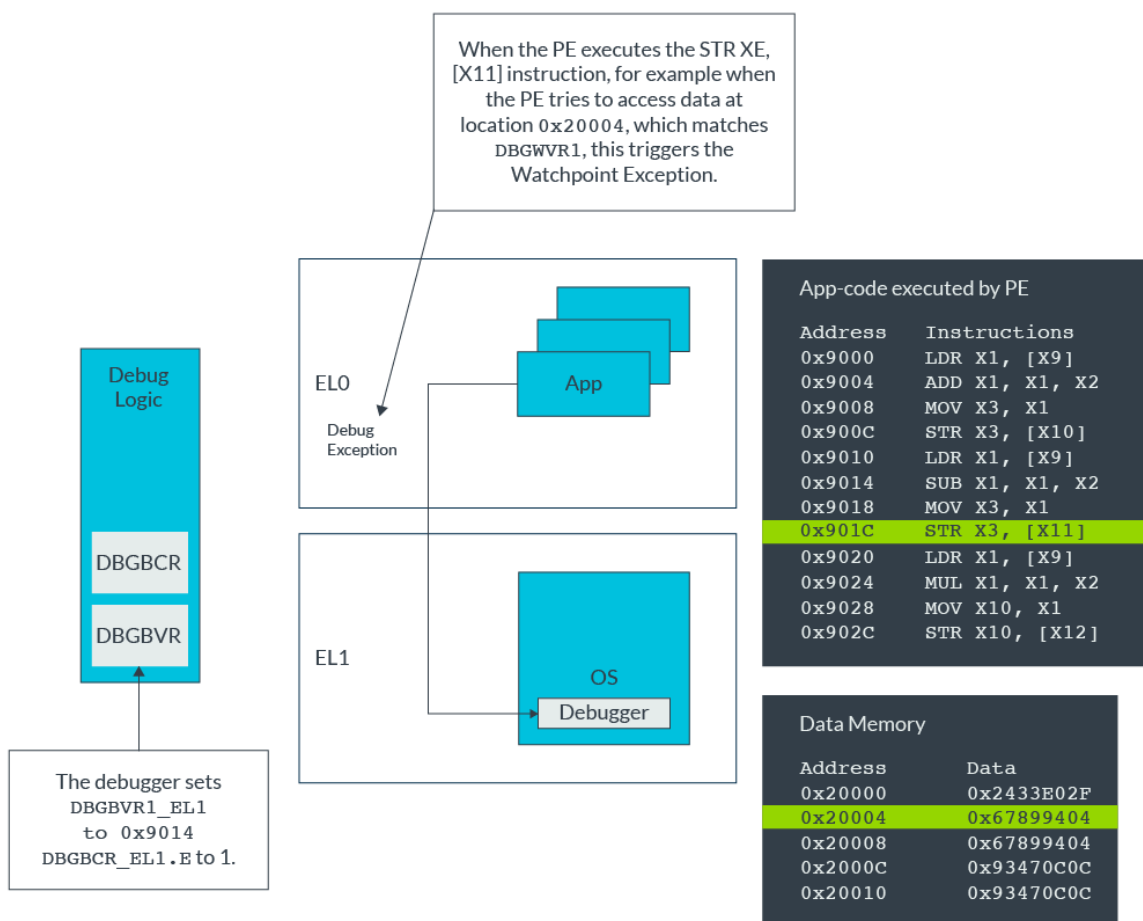 When the PE executes the STR XE,
[X11] instruction, for example when
the PE tries to access data at
location 0x20004, which matches
DBGWVR1, this triggers the
Watchpoint Exception.
Debug
Logic
DBGBCR
DBGBVR
The debugger sets
DBGBVR1_EL1
to 0x9014
DBGBCR_EL1.E to 1.
EL0
App
Debug
Exception
EL1
OS
Debugger
App-code executed by PE
Address Instructions
0x9000 LDR X1, [X9]
0x9004 ADD X1, X1, X2
0x9008 MOV X3, X1
0x900C STR X3, [X10]
0x9010 LDR X1, [X9]
0x9014 SUB X1, X1, X2
0x9018 MOV X3, X1
0x901C STR X3, [X11]
0x9020 LDR X1, [X9]
0x9024 MUL X1, X1, X2
0x9028 MOV X10, X1
0x902C STR X10, [X12]
Data Memory
Address Data
0x20000 0x2433E02F
0x20004 0x67899404
0x20008 0x67899404
0x2000C 0x93470C0C
0x20010 0x93470C0C